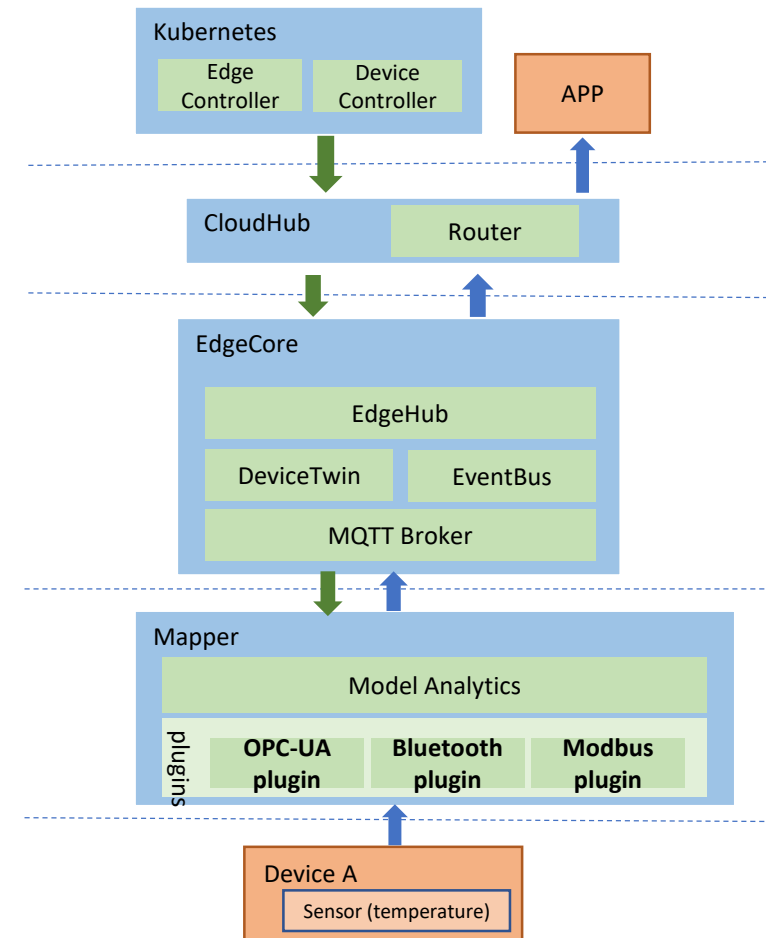 Kubernetes
Edge
Controller
Device
Controller
APP
CloudHub
Router
EdgeCore
EdgeHub
DeviceTwin
EventBus
MQTT Broker
Mapper
Model Analytics
plugins
OPC-UA
plugin
Bluetooth
plugin
Modbus
plugin
Device A
Sensor (temperature)